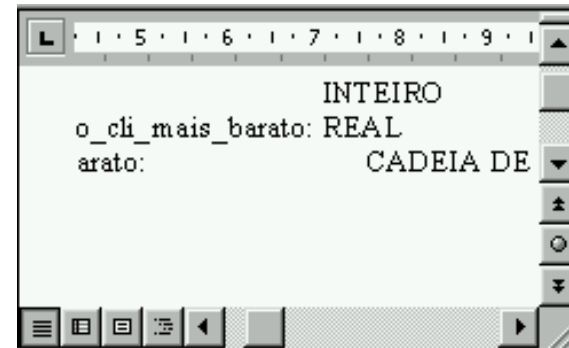 L 5 6 7 8 9
INTEIRO
o_cli_mais_barato: REAL
arato: CADEIA DE